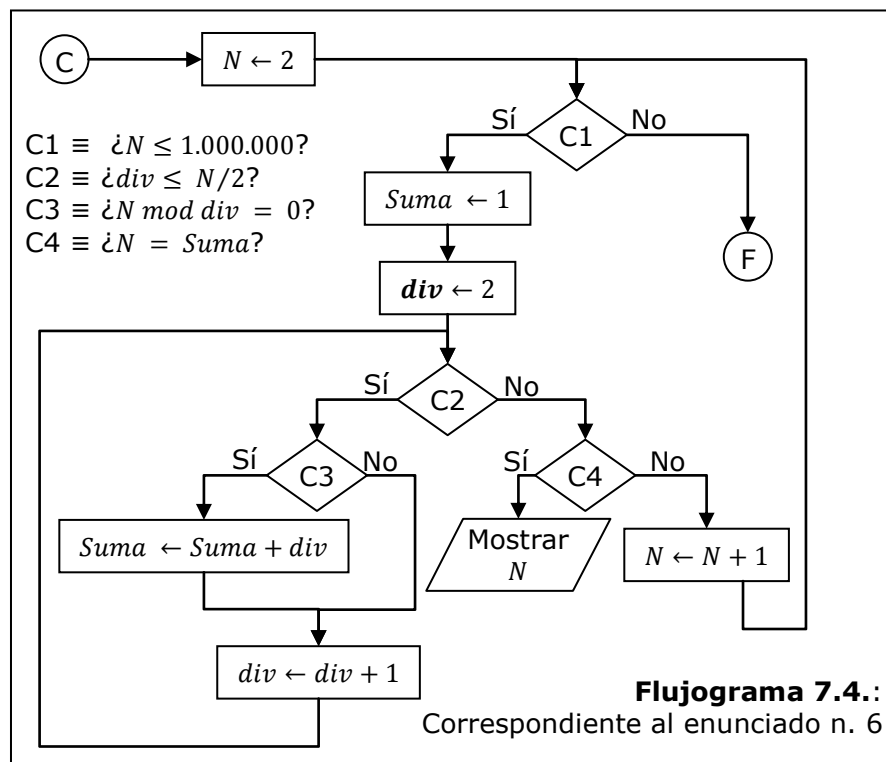 C
N ← 2
C1 ≡ ¿N ≤ 1.000.000?
C2 ≡ ¿div ≤ N/2?
C3 ≡ ¿N mod div = 0?
C4 ≡ ¿N = Suma?
Sí
C1
No
Suma ← 1
F
div ← 2
Sí
C2
No
Sí
C3
No
Sí
C4
No
Suma ← Suma + div
Mostrar
N
N ← N + 1
div ← div + 1
Flujograma 7.4.:
Correspondiente al enunciado n. 6